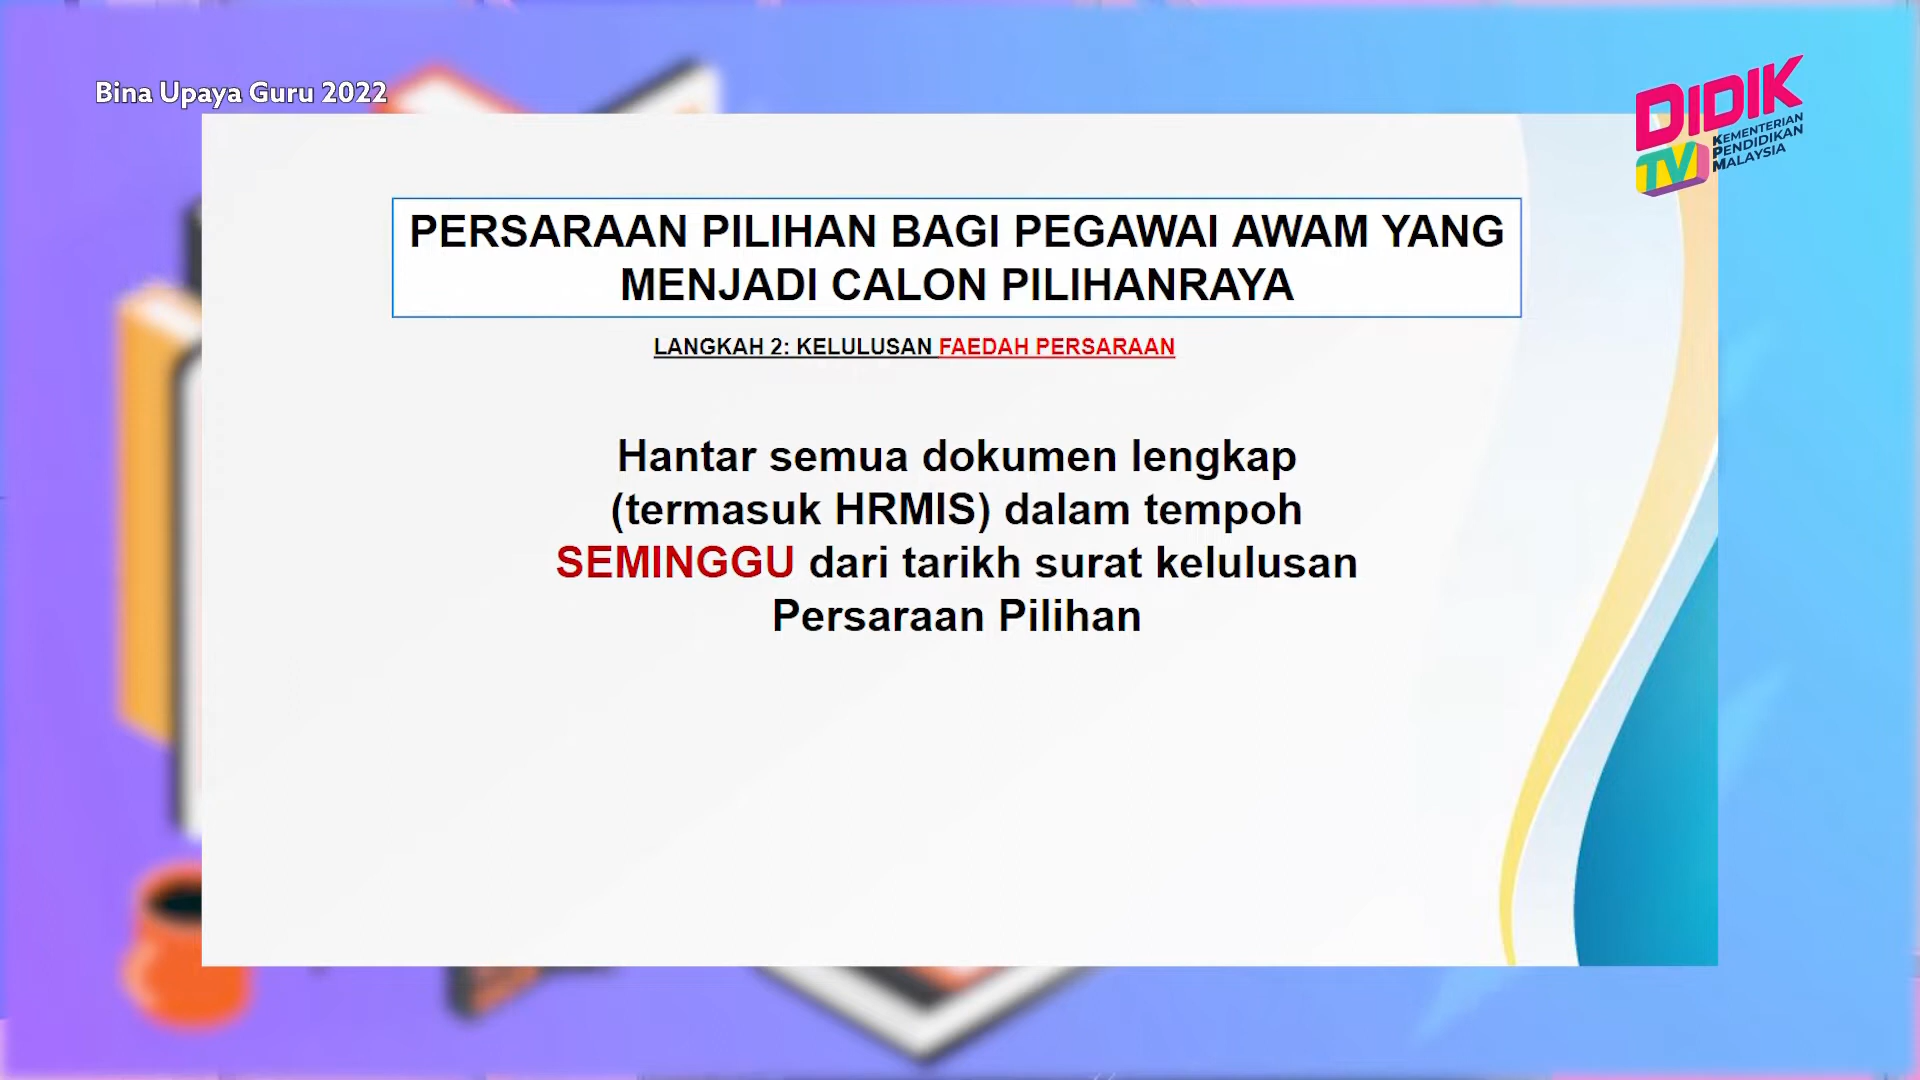 Bina Upaya Guru 2022
DIDIK
TV
KEMENTERIAN
PENDIDIKAN
MALAYSIA
PERSARAAN PILIHAN BAGI PEGAWAI AWAM YANG
MENJADI CALON PILIHANRAYA
LANGKAH 2: KELULUSAN FAEDAH PERSARAAN
Hantar semua dokumen lengkap
(termasuk HRMIS) dalam tempoh
SEMINGGU dari tarikh surat kelulusan
Persaraan Pilihan